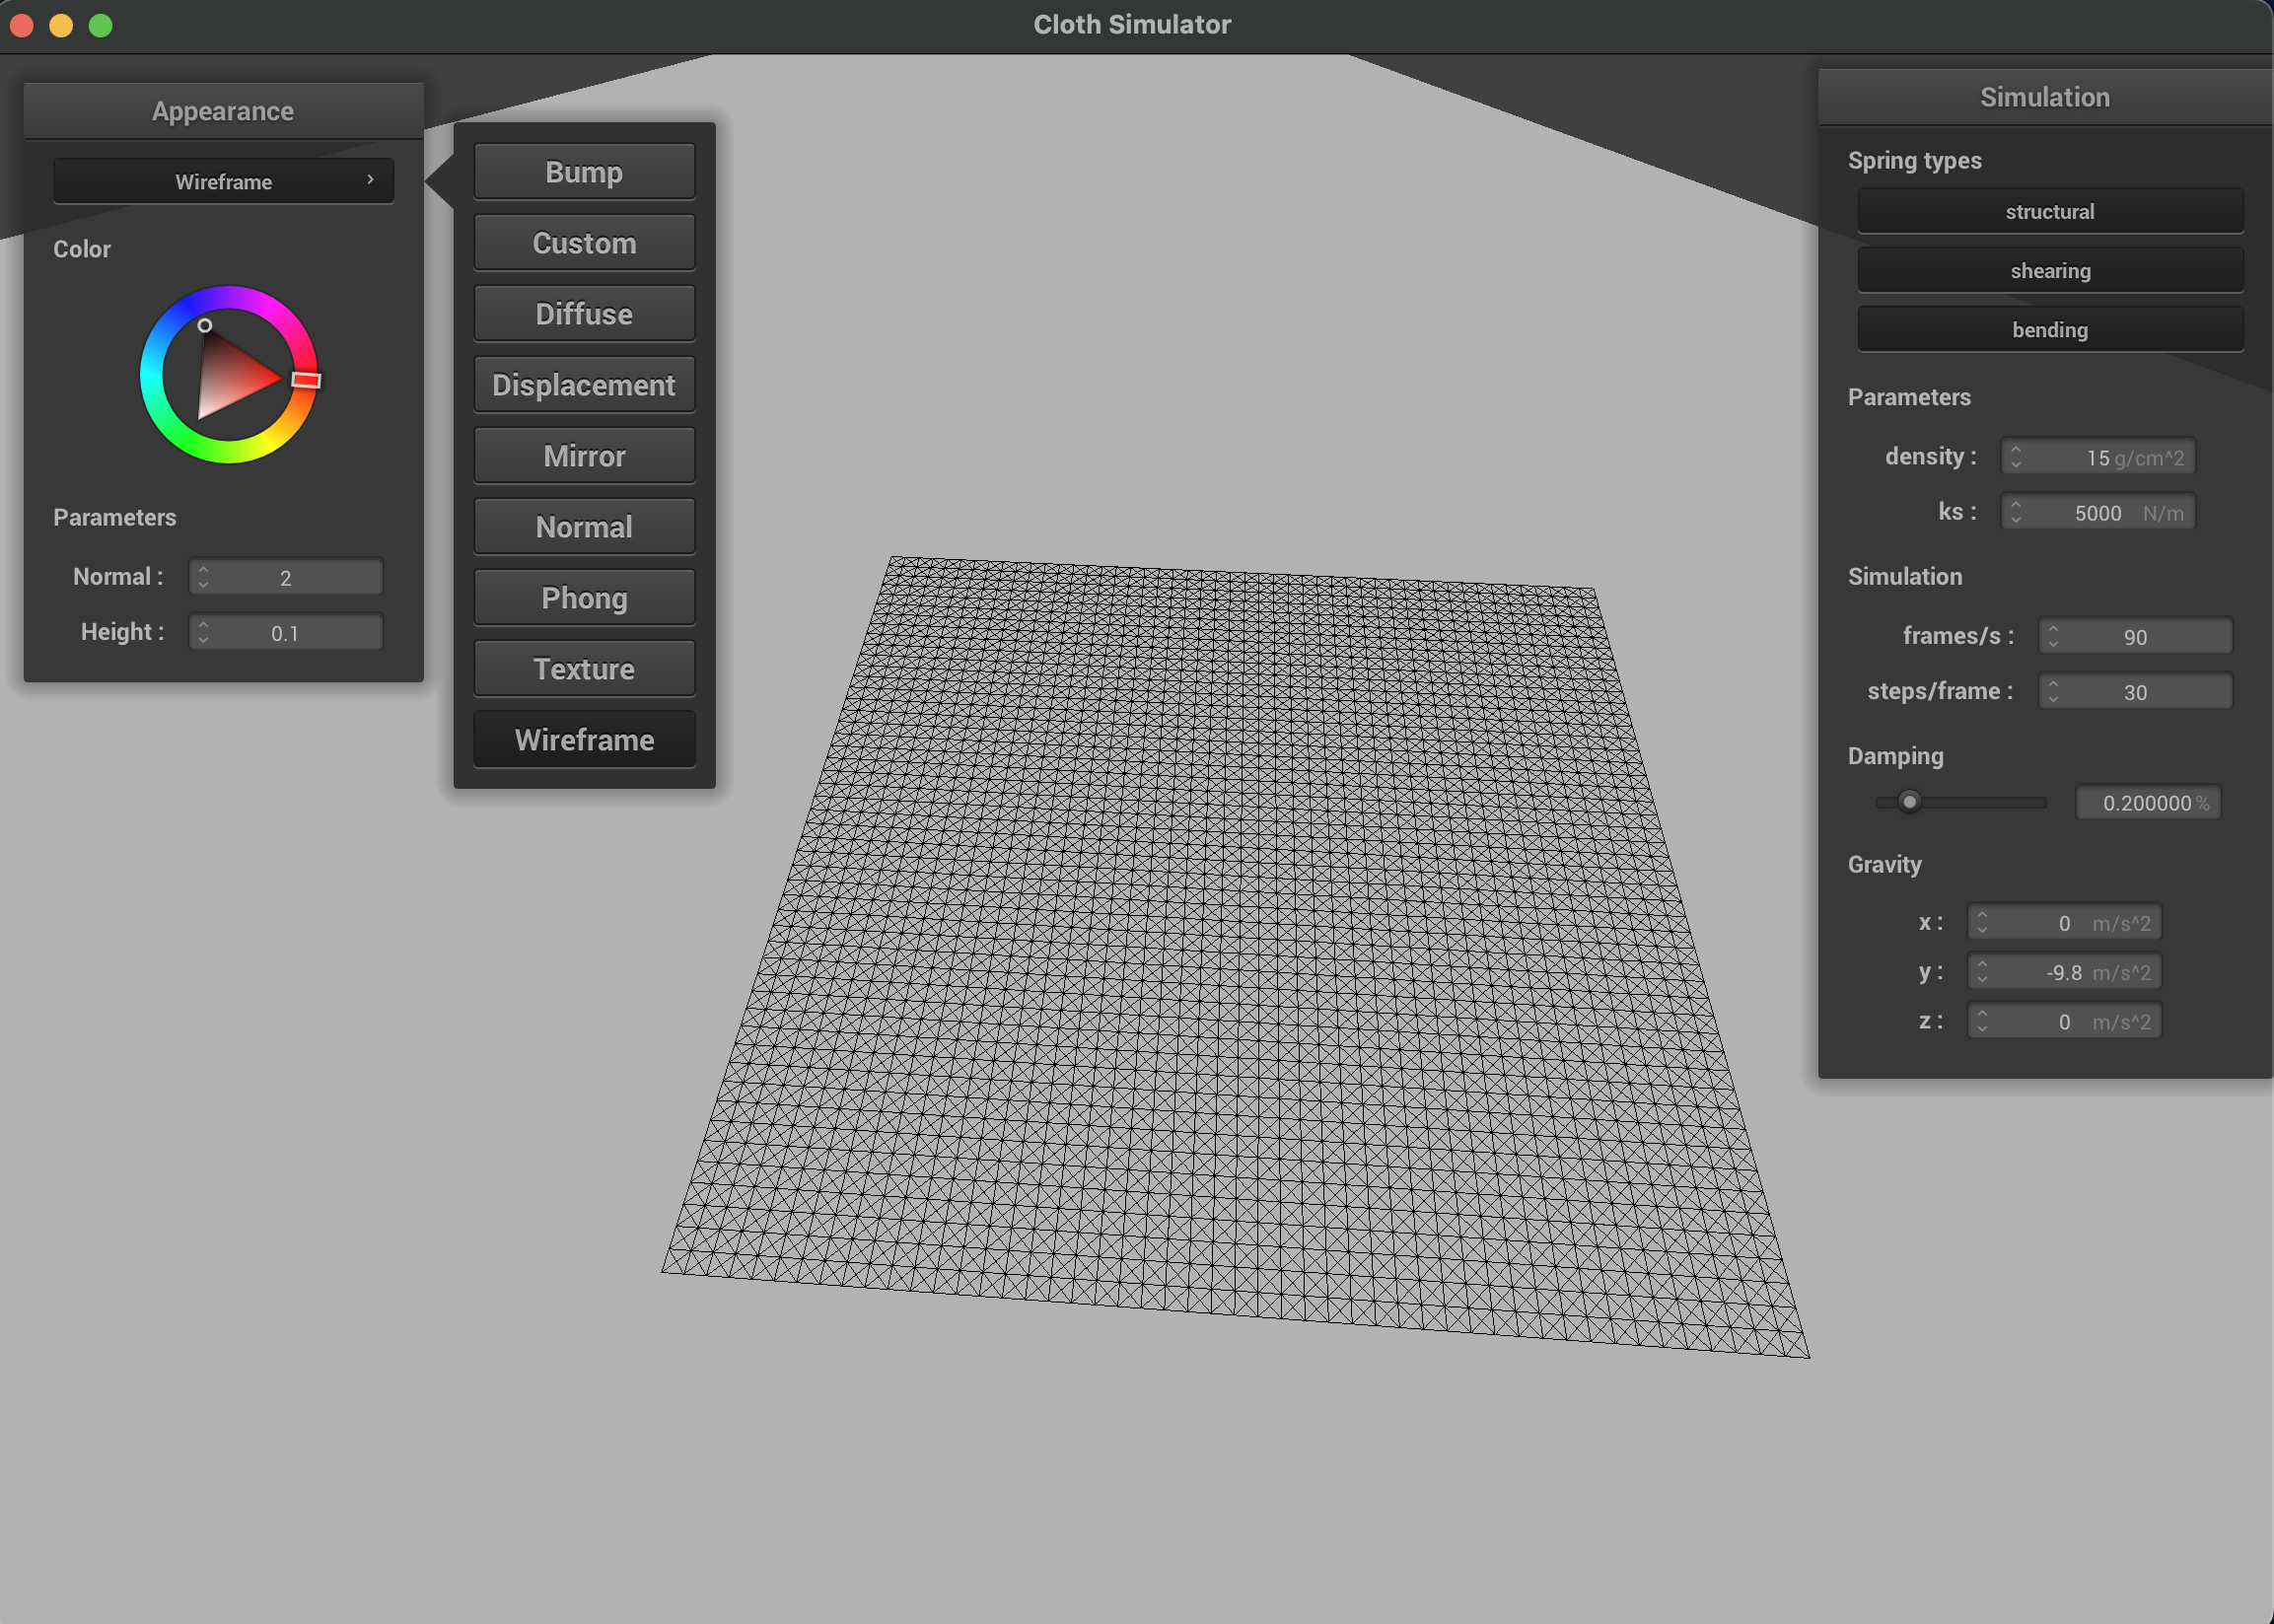 Cloth Simulator
Appearance
Wireframe
Color
Parameters
Normal : 2
Height : 0.1
Bump
Custom
Diffuse
Displacement
Mirror
Normal
Phong
Texture
Wireframe
Simulation
Spring types
structural
shearing
bending
Parameters
density : 15 g/cm^2
ks : 5000 N/m
Simulation
frames/s : 90
steps/frame : 30
Damping
0.200000 %
Gravity
x : 0 m/s^2
y : -9.8 m/s^2
z : 0 m/s^2